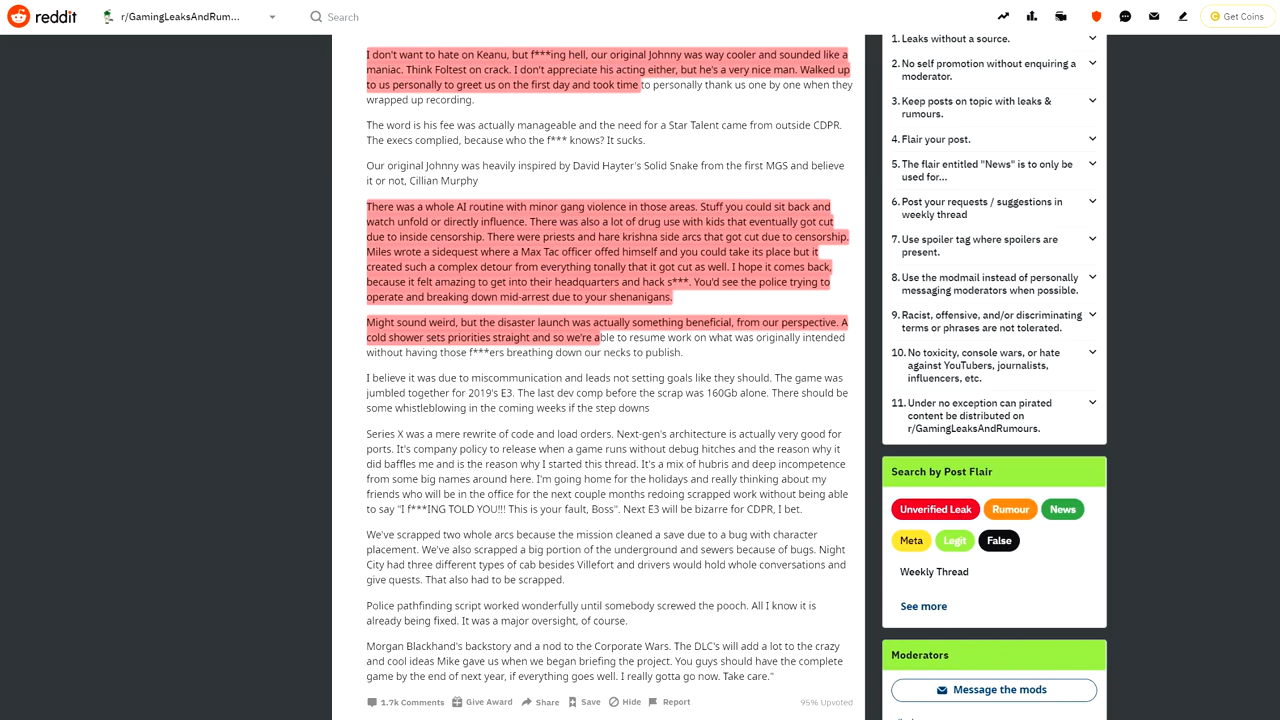 reddit
r/GamingLeaksAndRum...
Search
Get Coins
I don't want to hate on Keanu, but f***ing hell, our original Johnny was way cooler and sounded like a
maniac. Think Foltest on crack. I don't appreciate his acting either, but he's a very nice man. Walked up
to us personally to greet us on the first day and took time to personally thank us one by one when they
wrapped up recording.
The word is his fee was actually manageable and the need for a Star Talent came from outside CDPR.
The execs complied, because who the f*** knows? It sucks.
Our original Johnny was heavily inspired by David Hayter's Solid Snake from the first MGS and believe
it or not, Cillian Murphy
There was a whole AI routine with minor gang violence in those areas. Stuff you could sit back and
watch unfold or directly influence. There was also a lot of drug use with kids that eventually got cut
due to inside censorship. There were priests and hare krishna side arcs that got cut due to censorship.
Miles wrote a sidequest where a Max Tac officer offed himself and you could take its place but it
created such a complex detour from everything tonally that it got cut as well. I hope it comes back,
because it felt amazing to get into their headquarters and hack s***. You'd see the police trying to
operate and breaking down mid-arrest due to your shenanigans.
Might sound weird, but the disaster launch was actually something beneficial, from our perspective. A
cold shower sets priorities straight and so we're able to resume work on what was originally intended
without having those f***ers breathing down our necks to publish.
I believe it was due to miscommunication and leads not setting goals like they should. The game was
jumbled together for 2019's E3. The last dev comp before the scrap was 160Gb alone. There should be
some whistleblowing in the coming weeks if the step downs
Series X was a mere rewrite of code and load orders. Next-gen's architecture is actually very good for
ports. It's company policy to release when a game runs without debug hitches and the reason why it
did baffles me and is the reason why I started this thread. It's a mix of hubris and deep incompetence
from some big names around here. I'm going home for the holidays and really thinking about my
friends who will be in the office for the next couple months redoing scrapped work without being able
to say "I f***ING TOLD YOU!!! This is your fault, Boss". Next E3 will be bizarre for CDPR, I bet.
We've scrapped two whole arcs because the mission cleaned a save due to a bug with character
placement. We've also scrapped a big portion of the underground and sewers because of bugs. Night
City had three different types of cab besides Villefort and drivers would hold whole conversations and
give quests. That also had to be scrapped.
Police pathfinding script worked wonderfully until somebody screwed the pooch. All I know it is
already being fixed. It was a major oversight, of course.
Morgan Blackhand's backstory and a nod to the Corporate Wars. The DLC's will add a lot to the crazy
and cool ideas Mike gave us when we began briefing the project. You guys should have the complete
game by the end of next year, if everything goes well. I really gotta go now. Take care."
1.7k Comments Give Award Share Save Hide Report 95% Upvoted
1. Leaks without a source.
2. No self promotion without enquiring a
moderator.
3. Keep posts on topic with leaks &
rumours.
4. Flair your post.
5. The flair entitled "News" is to only be
used for...
6. Post your requests / suggestions in
weekly thread
7. Use spoiler tag where spoilers are
present.
8. Use the modmail instead of personally
messaging moderators when possible.
9. Racist, offensive, and/or discriminating
terms or phrases are not tolerated.
10. No toxicity, console wars, or hate
against YouTubers, journalists,
influencers, etc.
11. Under no exception can pirated
content be distributed on
r/GamingLeaksAndRumours.
Search by Post Flair
Unverified Leak Rumour News
Meta Legit False
Weekly Thread
See more
Moderators
Message the mods